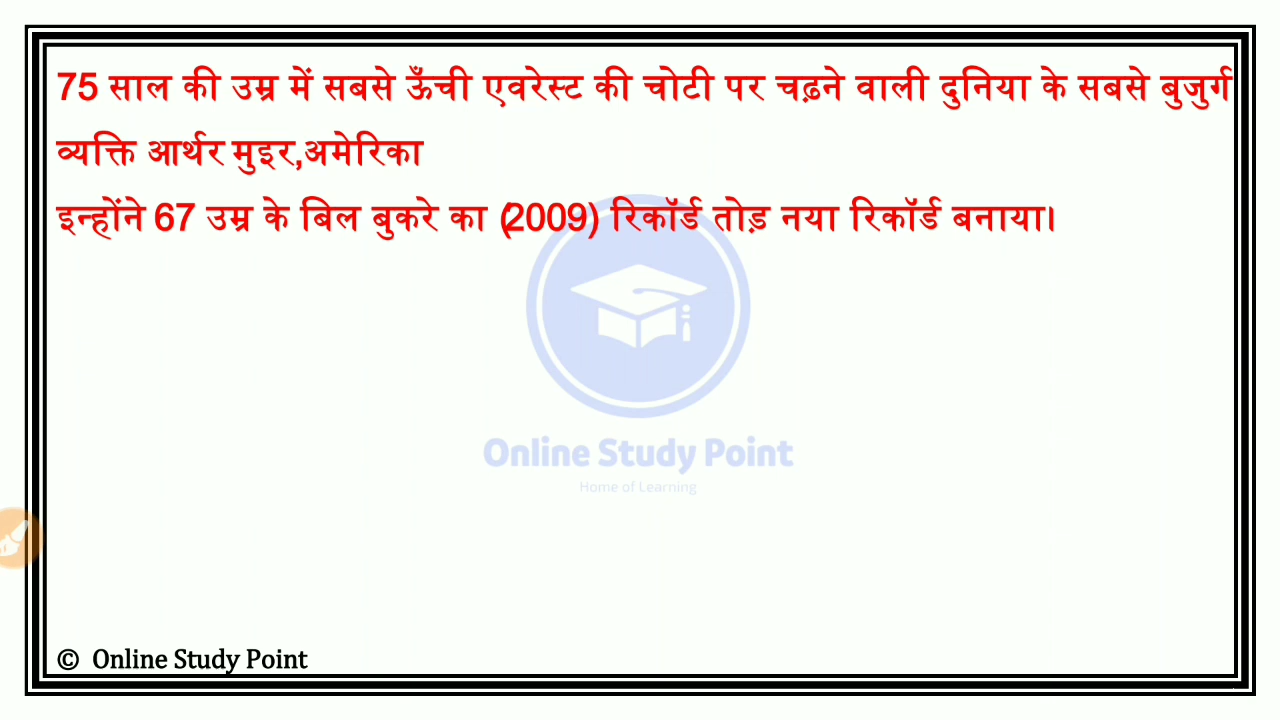 75 साल की उम्र में सबसे ऊँची एवरेस्ट की चोटी पर चढ़ने वाली दुनिया के सबसे बुजुर्ग
व्यक्ति आर्थर मुइर,अमेरिका
इन्होंने 67 उम्र के बिल बुकरे का (2009) रिकॉर्ड तोड़ नया रिकॉर्ड बनाया।
Online Study Point
Home of Learning
© Online Study Point